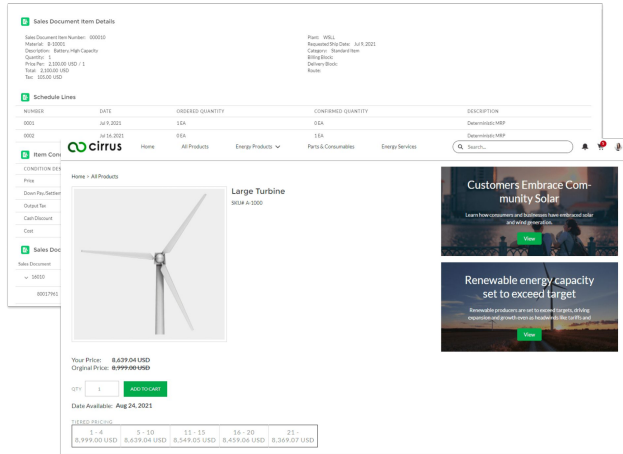 Sales Document Item Details
Sales Document Item Number: 000010
Material: B-10001
Description: Battery, High Capacity
Quantity: 1
Price Per: 2,100.00 USD / 1
Total: 2,100.00 USD
Tax: 105.00 USD
Plant: WSLL
Requested Ship Date: Jul 9, 2021
Category: Standard Item
Billing Block:
Delivery Block:
Route:
Schedule Lines
NUMBER DATE ORDERED QUANTITY CONFIRMED QUANTITY DESCRIPTION
0001 Jul 9, 2021 1 EA 0 EA Deterministic MRP
0002 Jul 16, 2021 0 EA 1 EA Deterministic MRP
Item Con
CONDITION DES
Price
Down Pay./Settlem
Output Tax
Cash Discount
Cost
Sales Doc
Sales Document
16010
80017961
cirrus Home All Products Energy Products Parts & Consumables Energy Services Search...
Home > All Products
Large Turbine
SKU# A-1000
Your Price: 8,639.04 USD
Orginal Price: 8,999.00 USD
QTY 1 ADD TO CART
Date Available: Aug 24, 2021
TIERED PRICING
1 - 4 5 - 10 11 - 15 16 - 20 21 -
8,999.00 USD 8,639.04 USD 8,549.05 USD 8,459.06 USD 8,369.07 USD
Customers Embrace Com-
munity Solar
Learn how consumers and businesses have embraced solar
and wind generation.
View
Renewable energy capacity
set to exceed target
Renewable producers are set to exceed targets, driving
expansion and growth even as headwinds like tariffs and
View